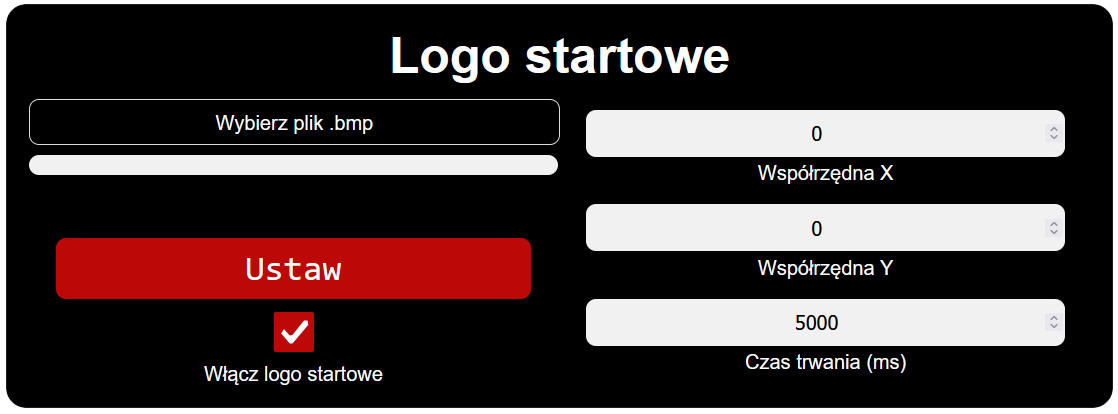 Logo startowe
Wybierz plik .bmp
Ustaw
Włącz logo startowe
0
Współrzędna X
0
Współrzędna Y
5000
Czas trwania (ms)